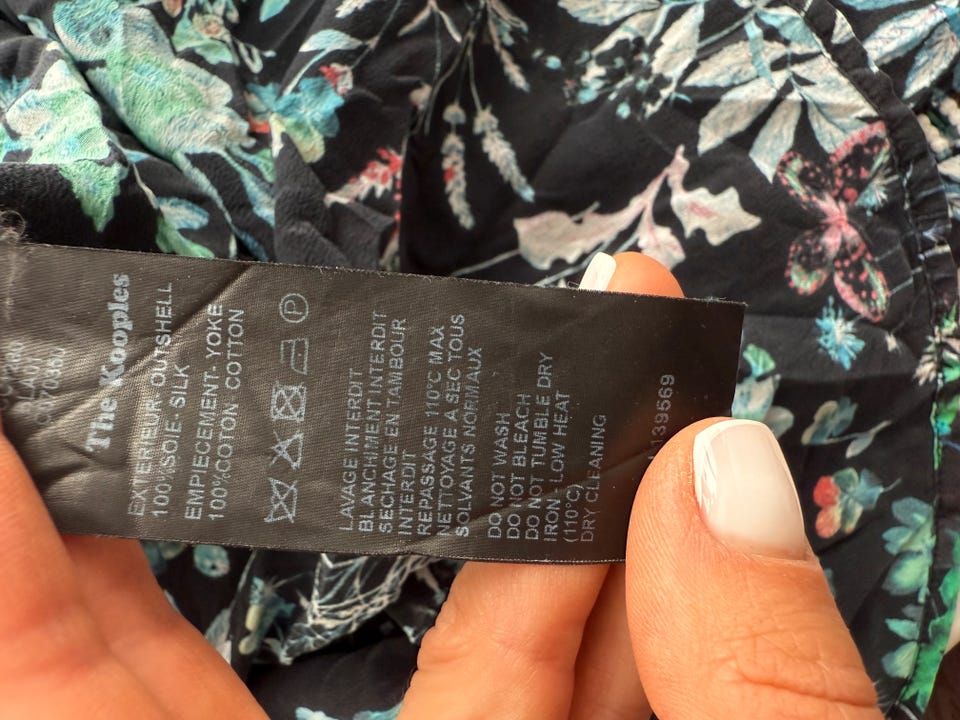 The Kooples
EXTERIEUR- OUTSHELL
100%SOIE- SILK
EMPIECEMENT- YOKE
100%COTON- COTTON
P
LAVAGE INTERDIT
BLANCHIMENT INTERDIT
SECHAGE EN TAMBOUR
INTERDIT
REPASSAGE 110°C MAX
NETTOYAGE A SEC TOUS
SOLVANTS NORMAUX
DO NOT WASH
DO NOT BLEACH
DO NOT TUMBLE DRY
IRON-LOW HEAT
(110°C)
DRY CLEANING
139569